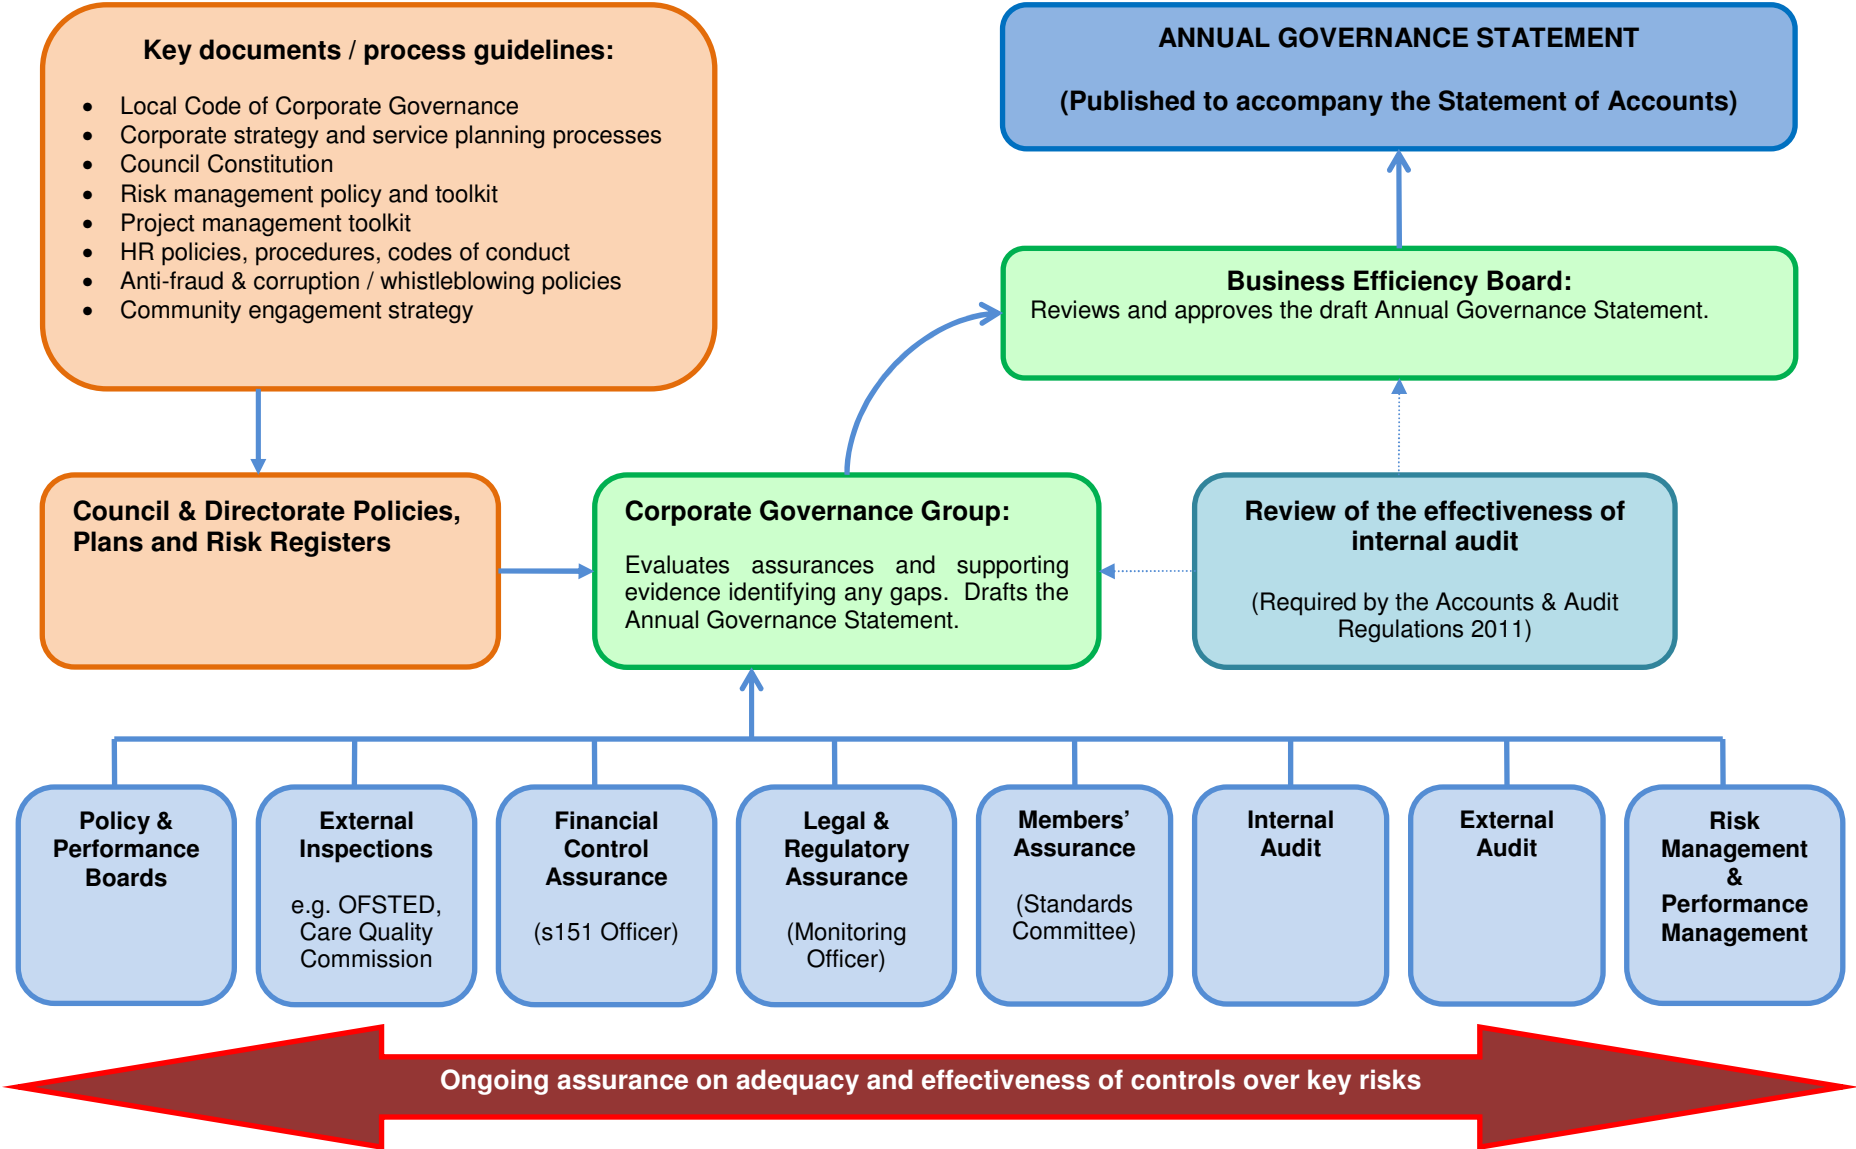 Key documents / process guidelines:
• Local Code of Corporate Governance
• Corporate strategy and service planning processes
• Council Constitution
• Risk management policy and toolkit
• Project management toolkit
• HR policies, procedures, codes of conduct
• Anti-fraud & corruption / whistleblowing policies
• Community engagement strategy
ANNUAL GOVERNANCE STATEMENT
(Published to accompany the Statement of Accounts)
Business Efficiency Board:
Reviews and approves the draft Annual Governance Statement.
Council & Directorate Policies,
Plans and Risk Registers
Corporate Governance Group:
Evaluates assurances and supporting
evidence identifying any gaps. Drafts the
Annual Governance Statement.
Review of the effectiveness of
internal audit
(Required by the Accounts & Audit
Regulations 2011)
Policy &
Performance
Boards
External
Inspections
e.g. OFSTED,
Care Quality
Commission
Financial
Control
Assurance
(s151 Officer)
Legal &
Regulatory
Assurance
(Monitoring
Officer)
Members’
Assurance
(Standards
Committee)
Internal
Audit
External
Audit
Risk
Management
&
Performance
Management
Ongoing assurance on adequacy and effectiveness of controls over key risks